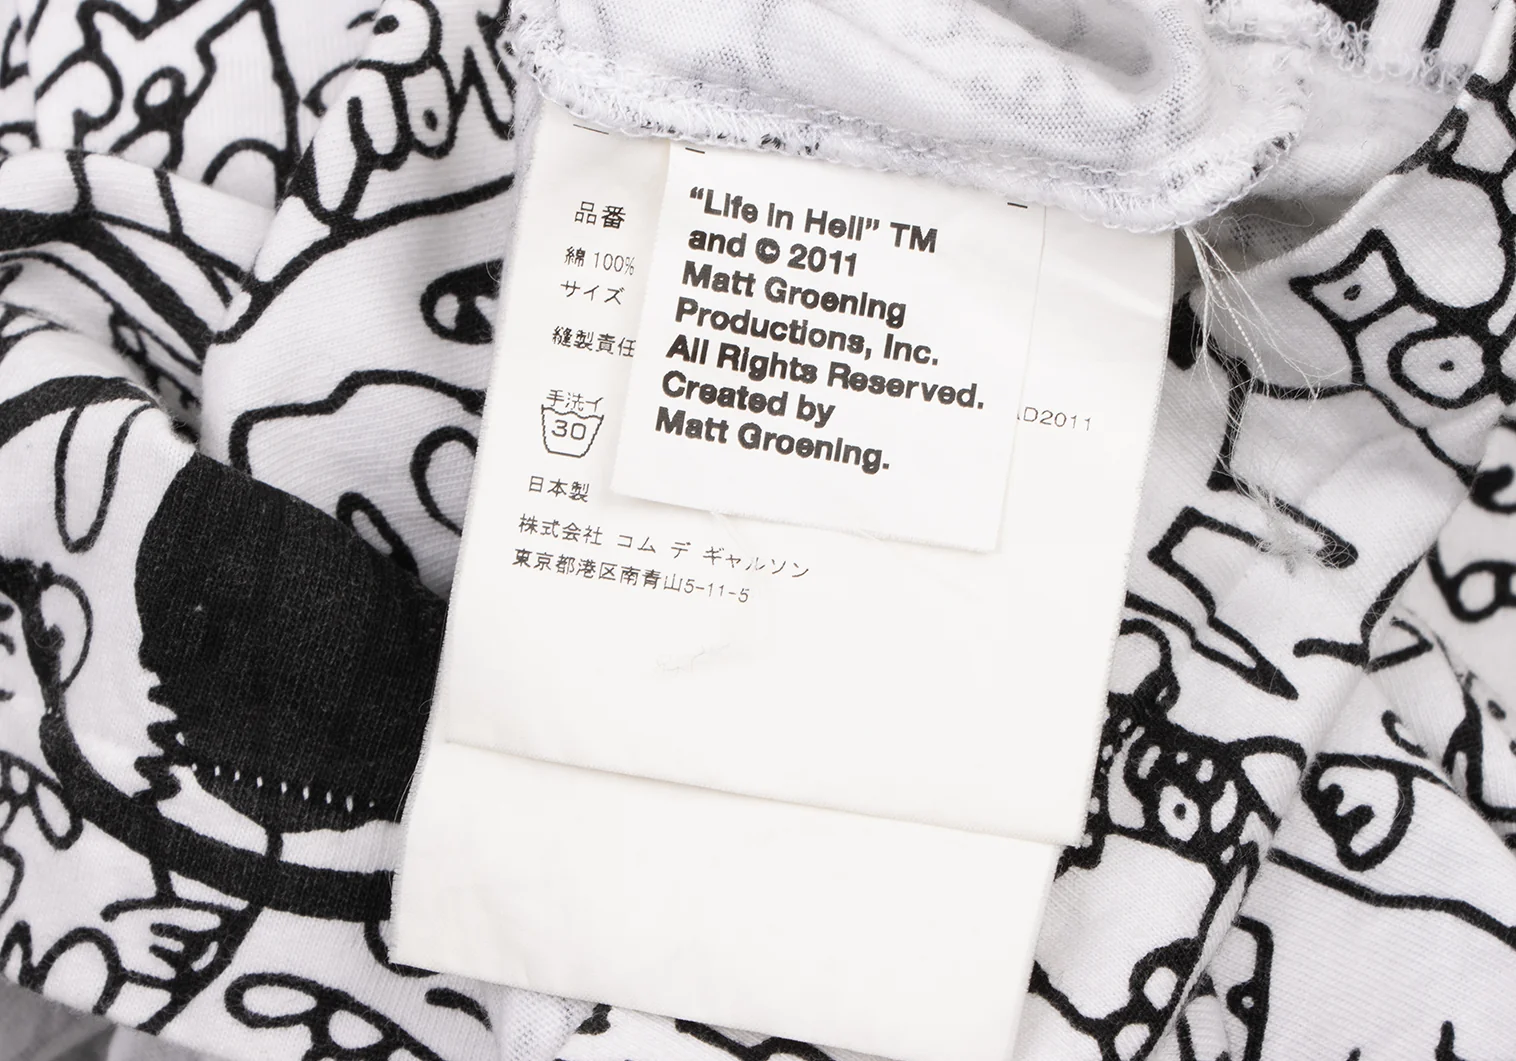 “Life in Hell” TM
and © 2011
Matt Groening
Productions, Inc.
All Rights Reserved.
Created by
Matt Groening.
品番
綿 100%
サイズ
縫製責任
AD2011
手洗イ
30
日本製
株式会社 コム デ ギャルソン
東京都港区南青山5-11-5